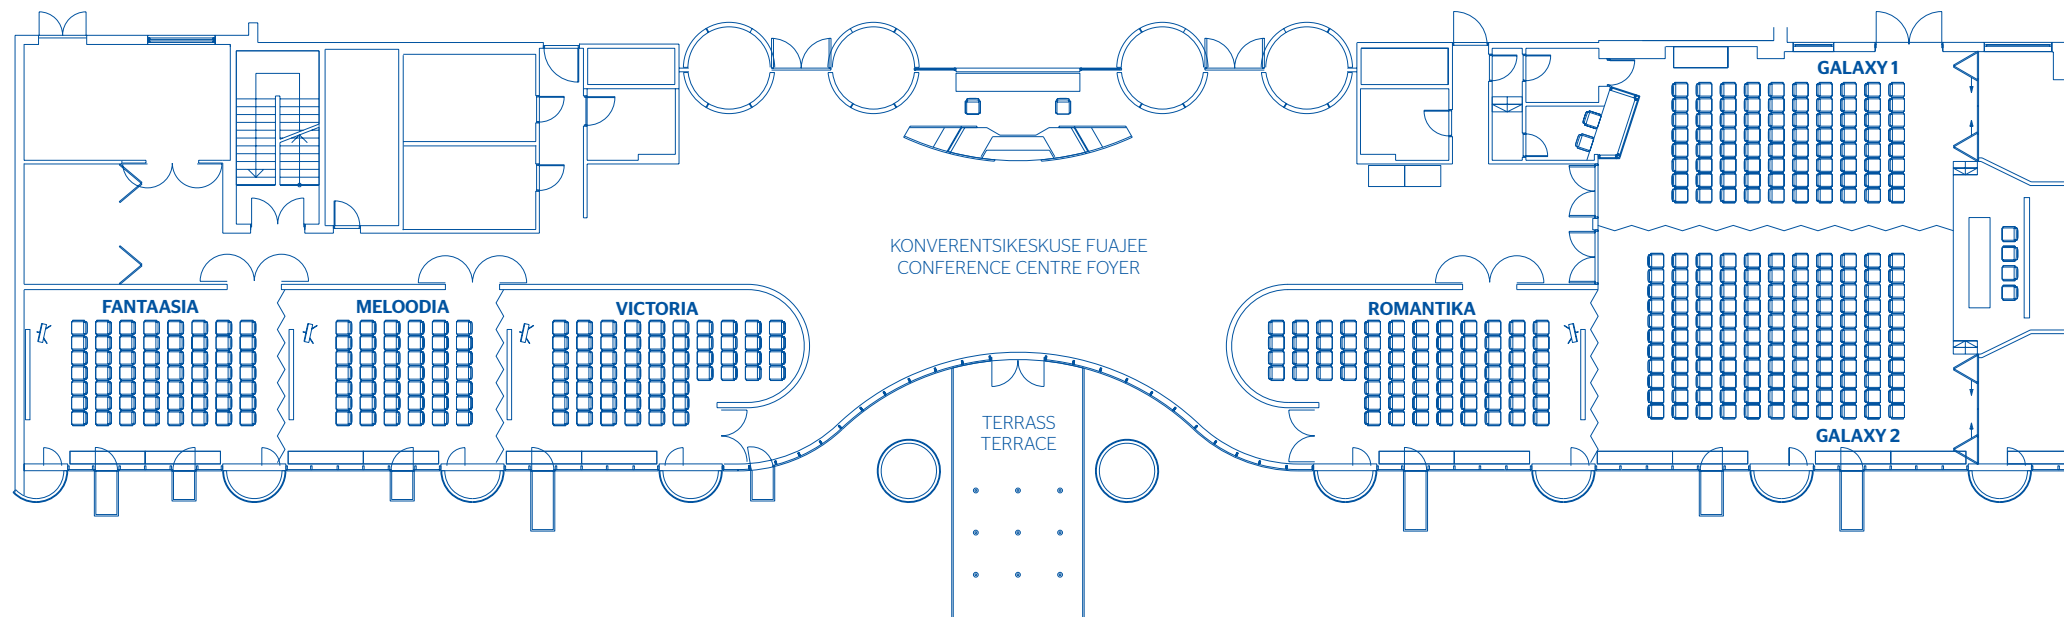 GALAXY 1
KONVERENTSIKESKUSE FUAJEE
CONFERENCE CENTRE FOYER
FANTAASIA
MELOODIA
VICTORIA
ROMANTIKA
TERRASS
TERRACE
GALAXY 2